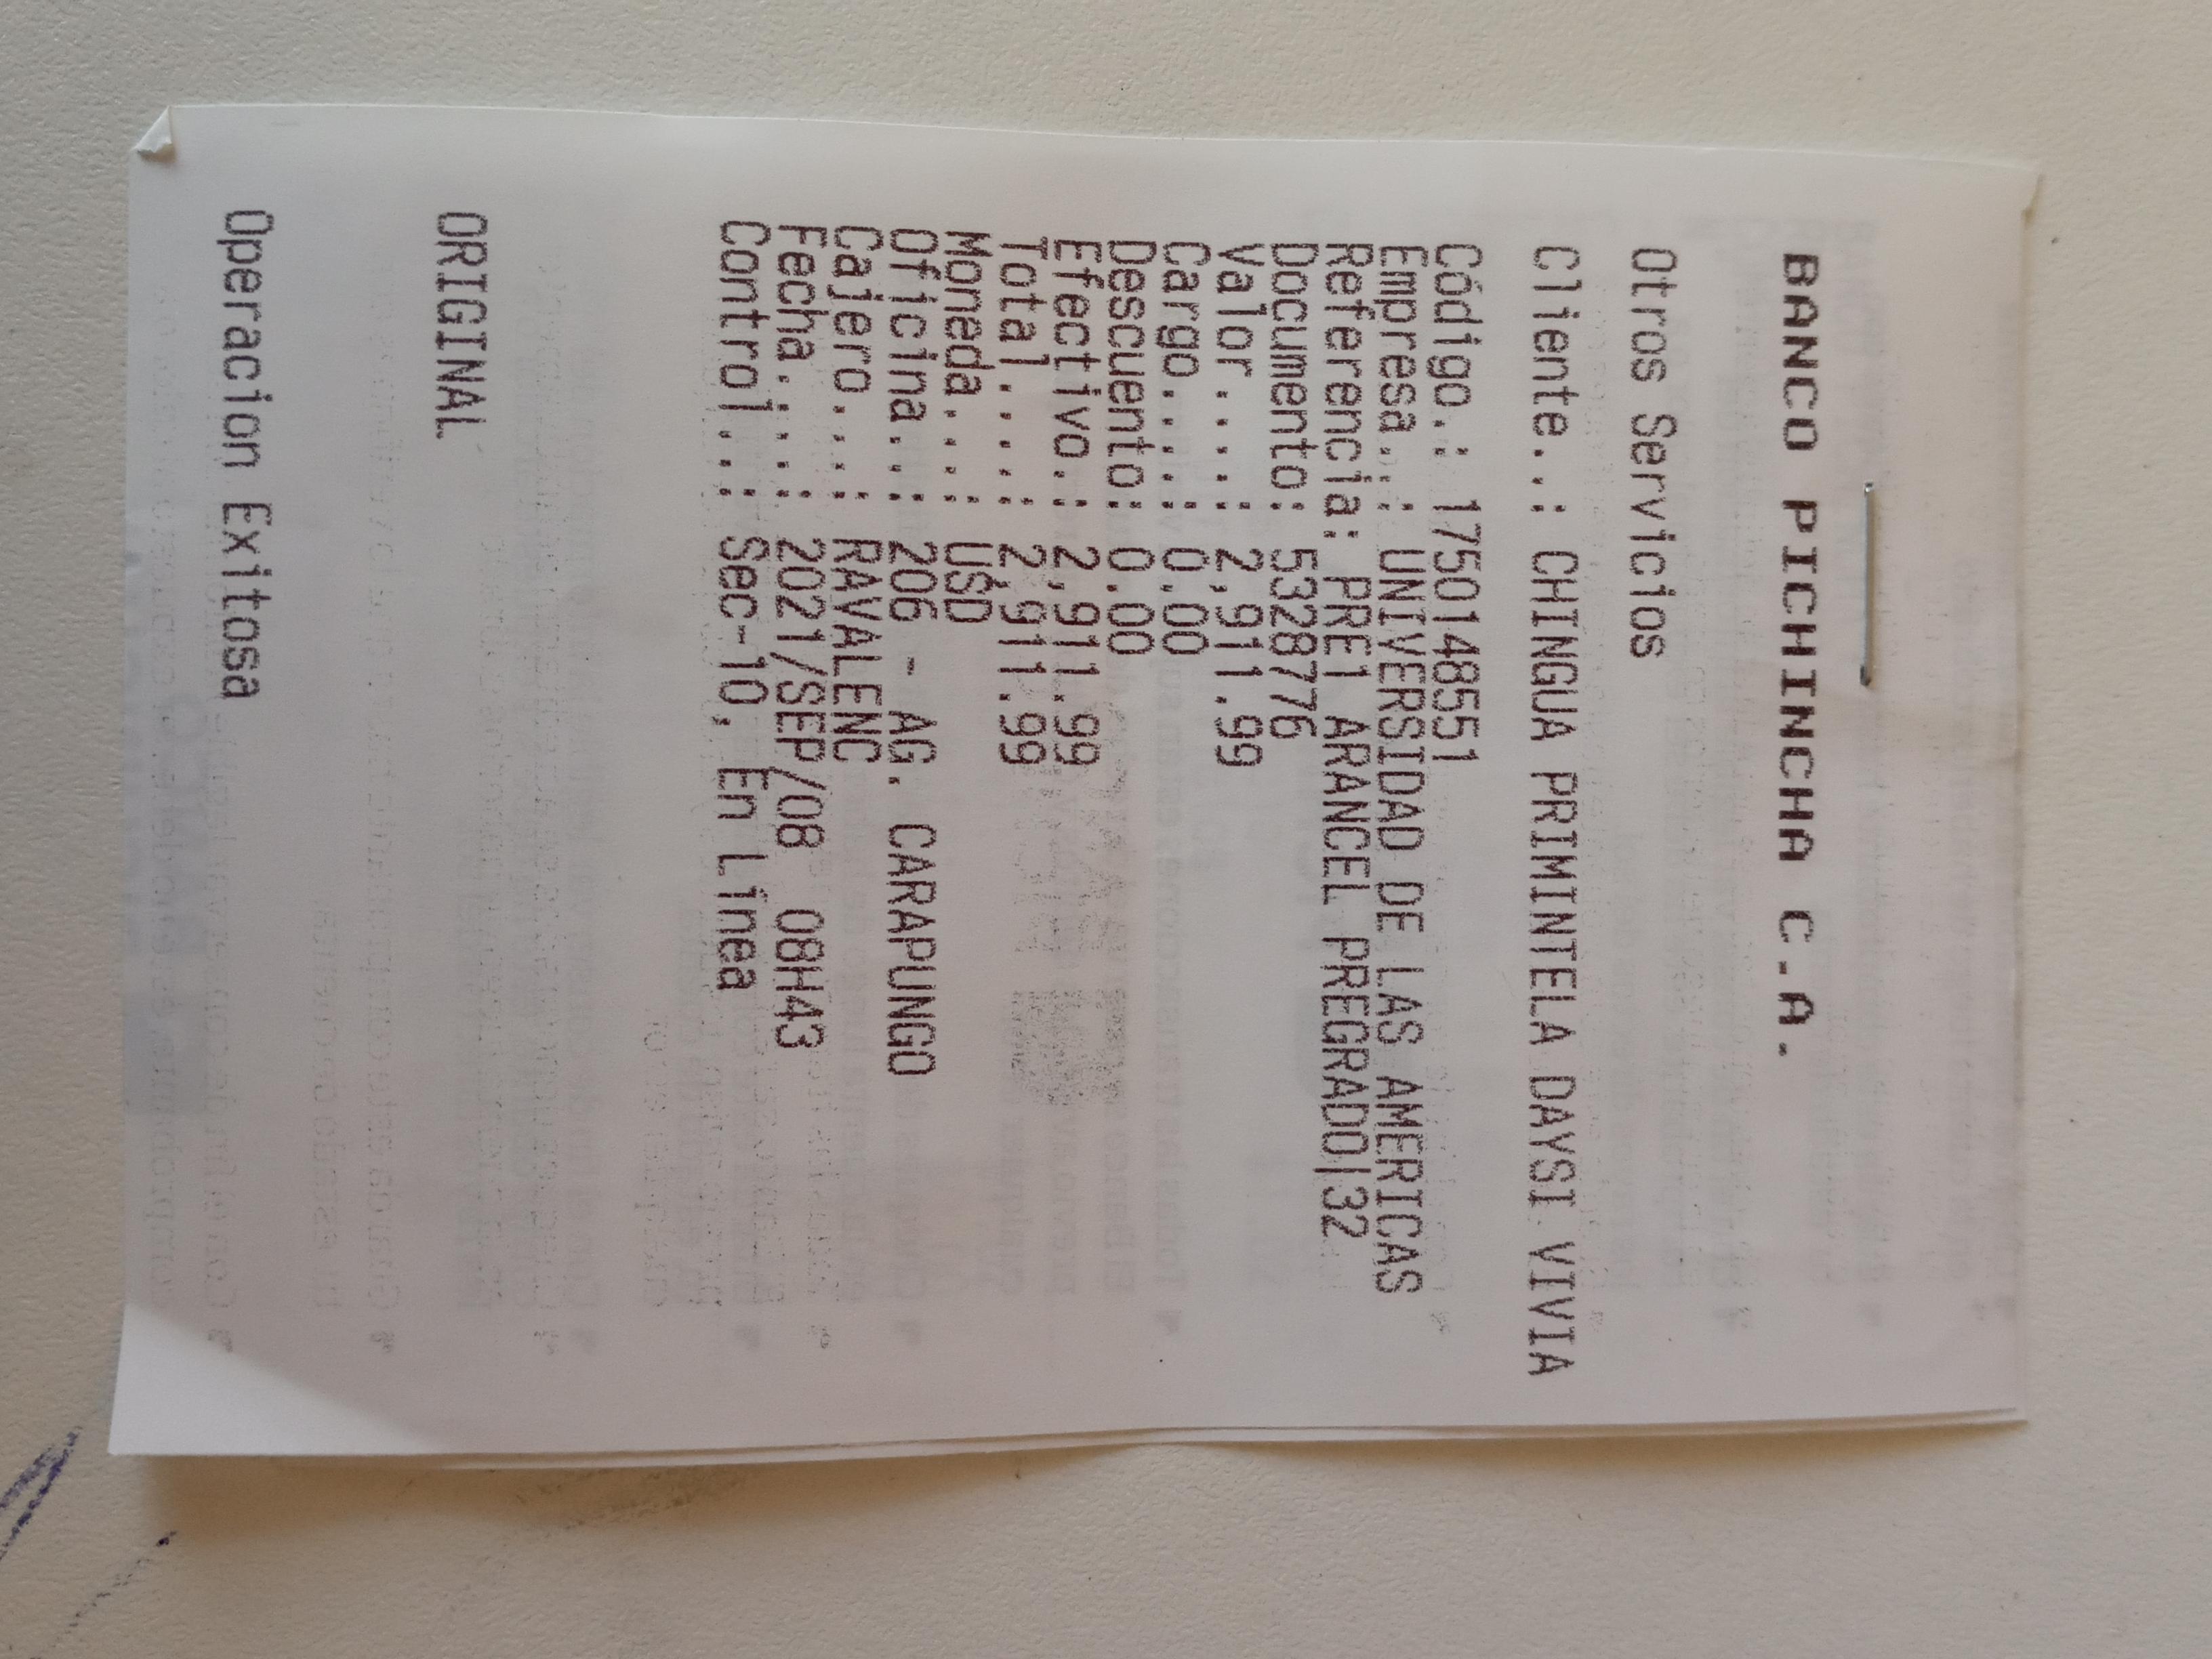 BANCO PICHINCHA C.A.
Otros Servicios
Cliente..: CHINGUA PRIMINTELA DAYSI VIVIA
Código.: 1750148551
Empresa..: UNIVERSIDAD DE LAS AMERICAS
Referencia: PRE1 ARANCEL PREGRADO|32
Documento: 5328776
Valor ....: 2,911.99
Cargo.....: 0.00
Descuento: 0.00
Efectivo.: 2,911.99
Total.....: 2,911.99
Moneda....: USD
Oficina...: 206 - AG. CARAPUNGO
Cajero....: RAVALENC
Fecha.....: 2021/SEP/08 08H43
Control...: Sec-10, En Línea
ORIGINAL
Operacion Exitosa